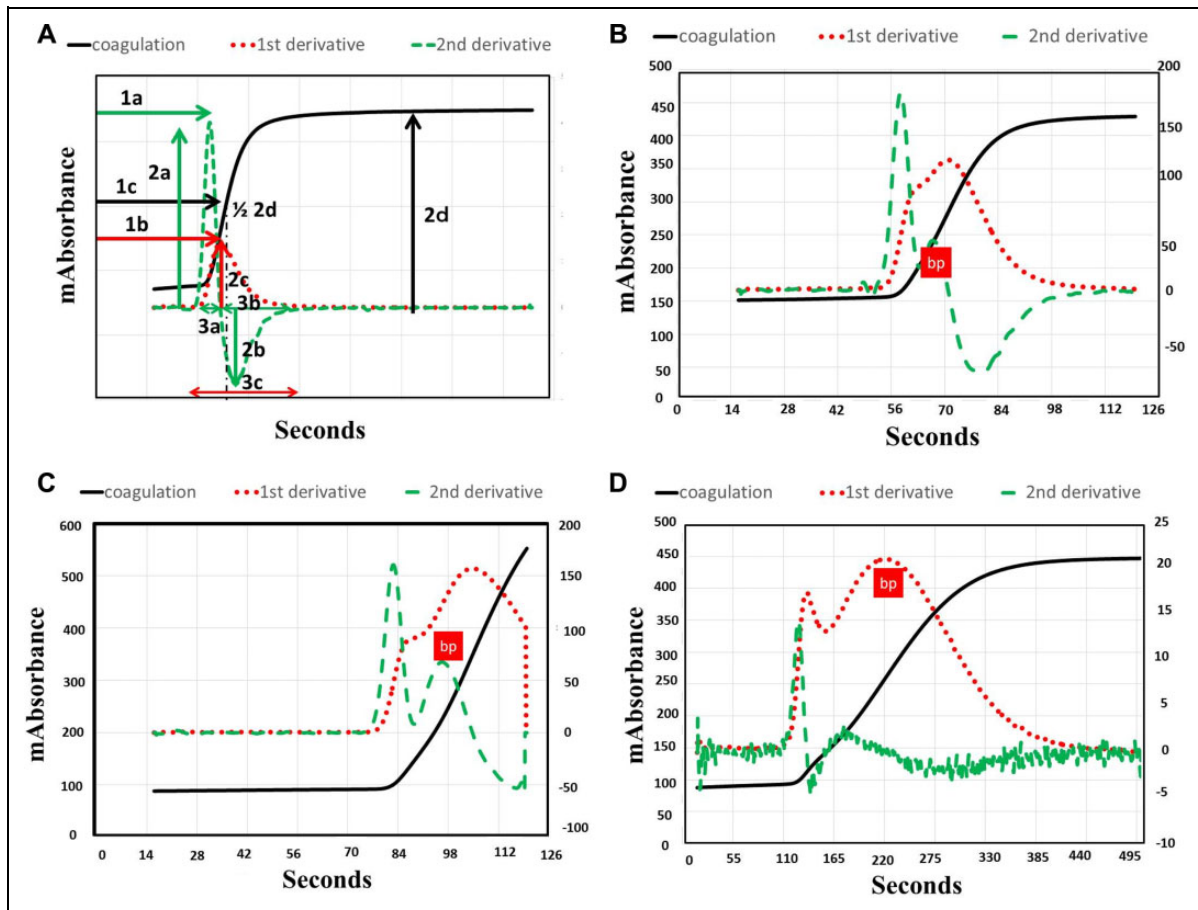 A
coagulation 1st derivative 2nd derivative
mAbsorbance
1a
2a
1c
½ 2d
2d
1b
2c
3b
3a
2b
3c
Seconds
B
coagulation 1st derivative 2nd derivative
mAbsorbance
500
450
400
350
300
250
200
150
100
50
0
200
150
100
50
0
-50
bp
0 14 28 42 56 70 84 98 112 126
Seconds
C
coagulation 1st derivative 2nd derivative
mAbsorbance
600
500
400
300
200
100
0
200
150
100
50
0
-50
-100
bp
0 14 28 42 56 70 84 98 112 126
Seconds
D
coagulation 1st derivative 2nd derivative
mAbsorbance
500
450
400
350
300
250
200
150
100
50
0
25
20
15
10
5
0
-5
-10
bp
0 55 110 165 220 275 330 385 440 495
Seconds